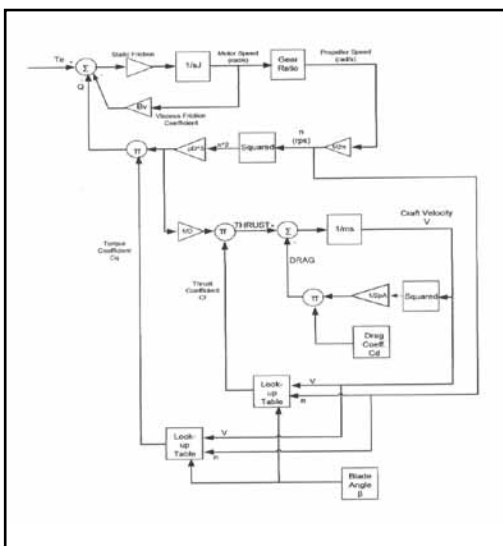 Te
Static Friction
Σ
1/sJ
Motor Speed
(rad/s)
Gear
Ratio
Propeller Speed
(rad/s)
Q
Bv
Viscous Friction
Coefficient
π
n^2
Squared
n
(rps)
Torque
Coefficient
Cq
THRUST
π
Σ
1/ms
Craft Velocity
V
DRAG
Thrust
Coefficient
Ct
π
Squared
Drag
Coeff.
Cd
Look-
up
Table
V
n
Look-
up
Table
V
n
Blade
Angle
β